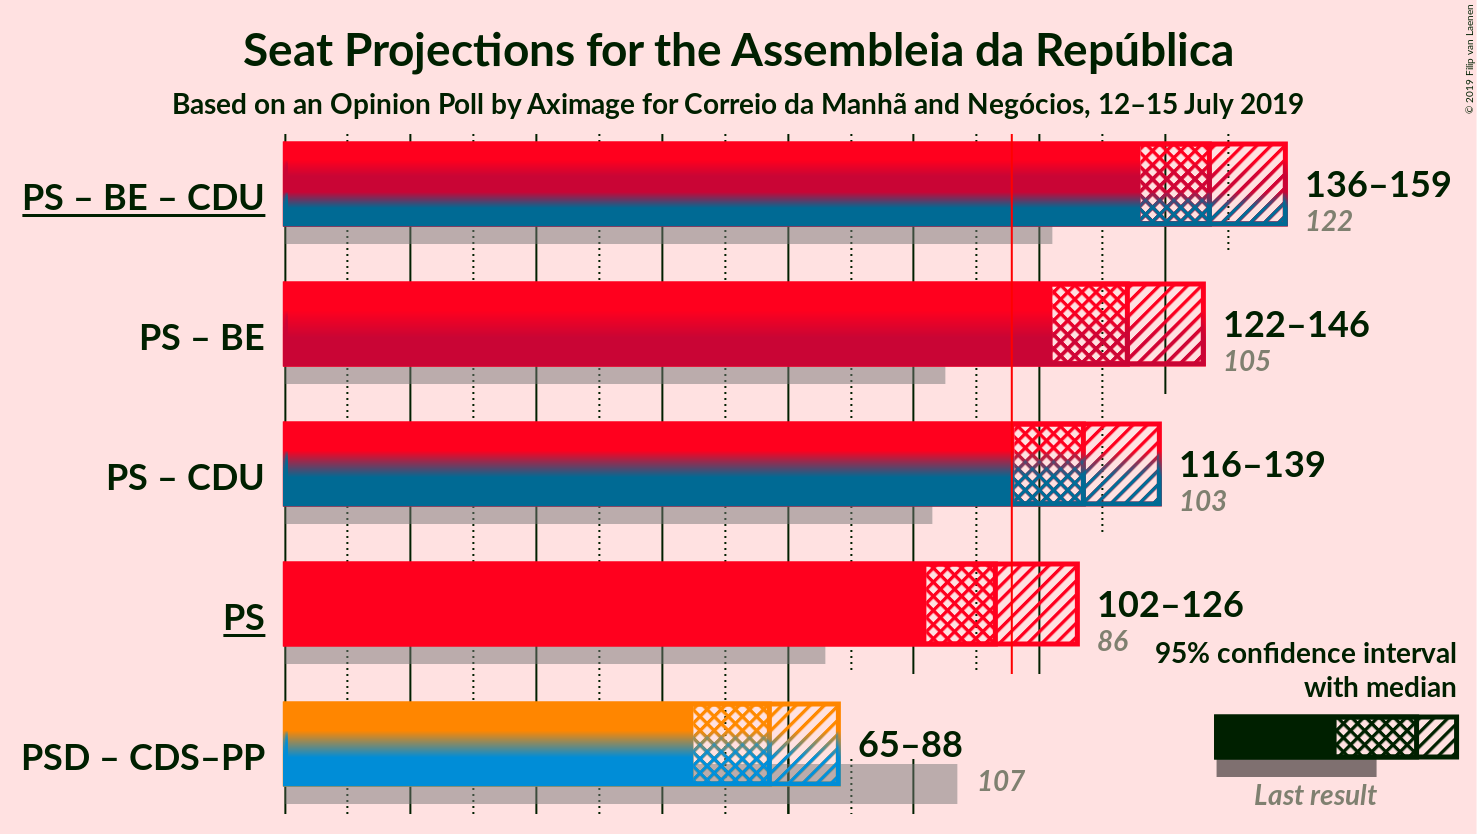 Seat Projections for the Assembleia da República
Based on an Opinion Poll by Aximage for Correio da Manhã and Negócios, 12–15 July 2019
© 2019 Filip van Laenen
PS – BE – CDU
136–159
122
PS – BE
122–146
105
PS – CDU
116–139
103
PS
102–126
86
PSD – CDS–PP
65–88
107
95% confidence interval
with median
Last result